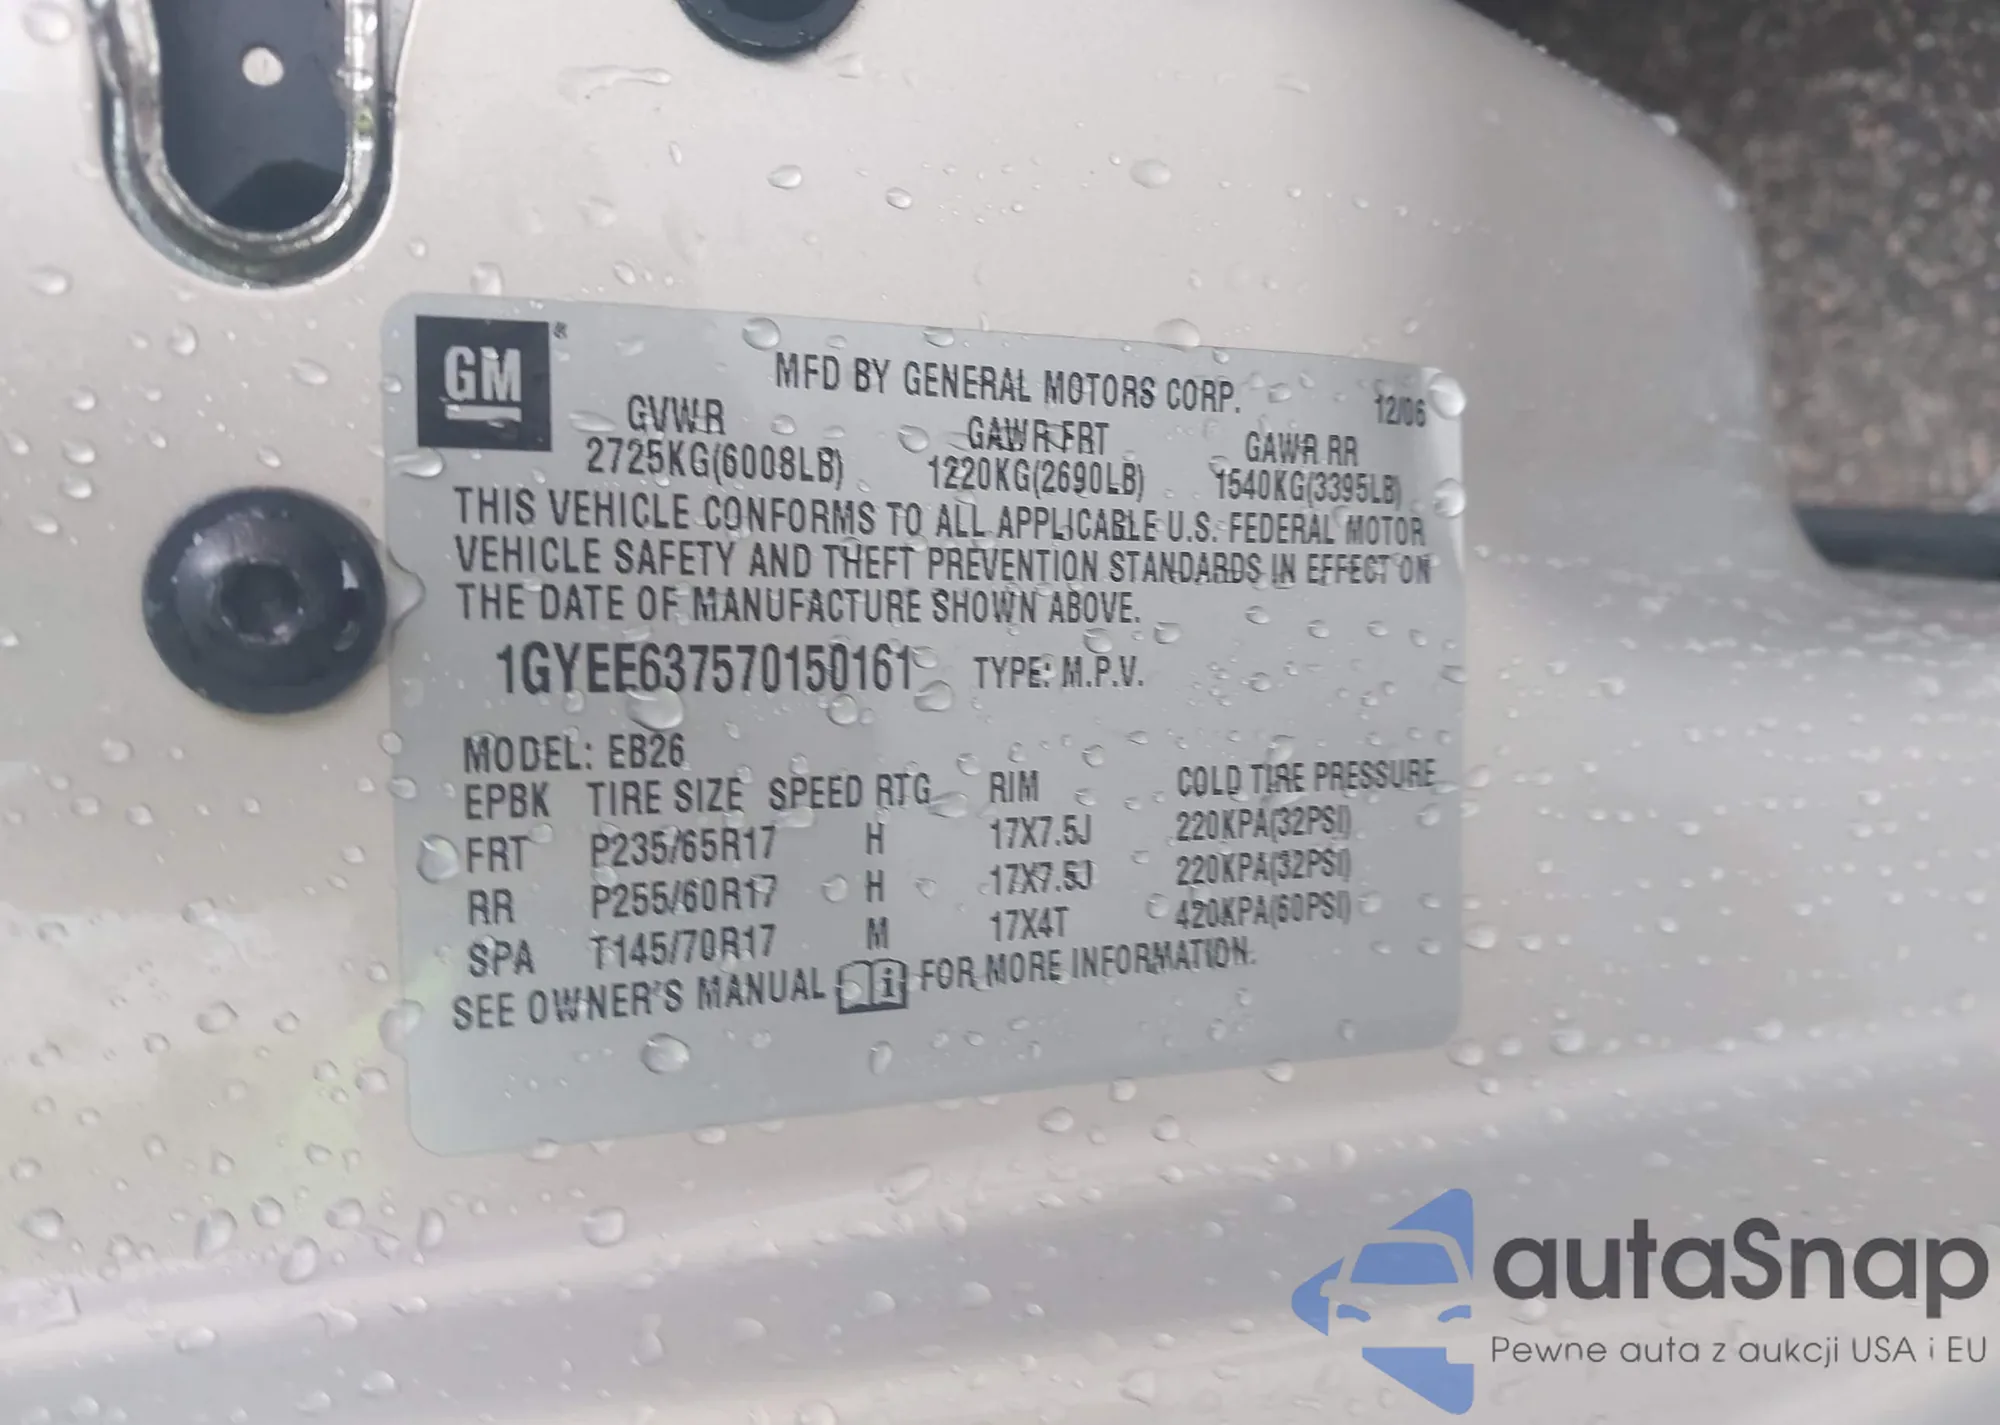 GM ®
MFD BY GENERAL MOTORS CORP. 12/06
GVWR GAWR FRT GAWR RR
2725KG(6008LB) 1220KG(2690LB) 1540KG(3395LB)
THIS VEHICLE CONFORMS TO ALL APPLICABLE U.S. FEDERAL MOTOR
VEHICLE SAFETY AND THEFT PREVENTION STANDARDS IN EFFECT ON
THE DATE OF MANUFACTURE SHOWN ABOVE.
1GYEE637570150161 TYPE: M.P.V.
MODEL: EB26
EPBK TIRE SIZE SPEED RTG RIM COLD TIRE PRESSURE
FRT P235/65R17 H 17X7.5J 220KPA(32PSI)
RR P255/60R17 H 17X7.5J 220KPA(32PSI)
SPA T145/70R17 M 17X4T 420KPA(60PSI)
SEE OWNER'S MANUAL i FOR MORE INFORMATION.
autaSnap
Pewne auta z aukcji USA i EU